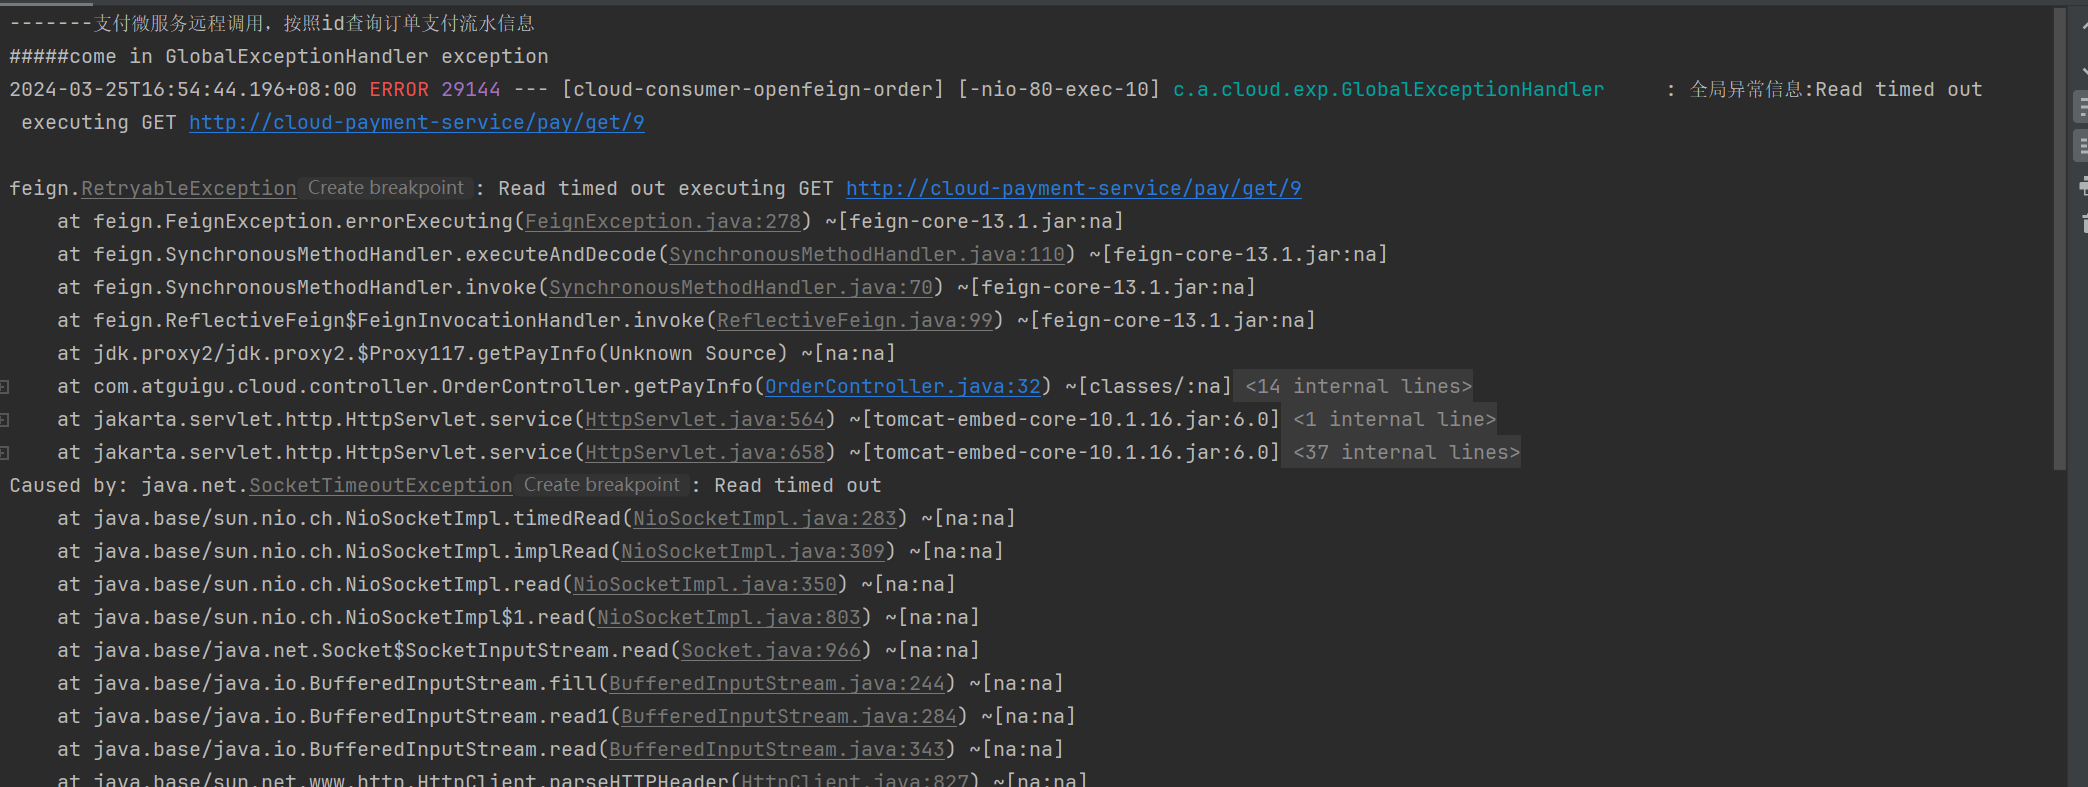 -------支付微服务远程调用，按照id查询订单支付流水信息
#####come in GlobalExceptionHandler exception
2024-03-25T16:54:44.196+08:00 ERROR 29144 --- [cloud-consumer-openfeign-order] [-nio-80-exec-10] c.a.cloud.exp.GlobalExceptionHandler     : 全局异常信息:Read timed out
 executing GET http://cloud-payment-service/pay/get/9
feign.RetryableException Create breakpoint : Read timed out executing GET http://cloud-payment-service/pay/get/9
    at feign.FeignException.errorExecuting(FeignException.java:278) ~[feign-core-13.1.jar:na]
    at feign.SynchronousMethodHandler.executeAndDecode(SynchronousMethodHandler.java:110) ~[feign-core-13.1.jar:na]
    at feign.SynchronousMethodHandler.invoke(SynchronousMethodHandler.java:70) ~[feign-core-13.1.jar:na]
    at feign.ReflectiveFeign$FeignInvocationHandler.invoke(ReflectiveFeign.java:99) ~[feign-core-13.1.jar:na]
    at jdk.proxy2/jdk.proxy2.$Proxy117.getPayInfo(Unknown Source) ~[na:na]
    at com.atguigu.cloud.controller.OrderController.getPayInfo(OrderController.java:32) ~[classes/:na] <14 internal lines>
    at jakarta.servlet.http.HttpServlet.service(HttpServlet.java:564) ~[tomcat-embed-core-10.1.16.jar:6.0] <1 internal line>
    at jakarta.servlet.http.HttpServlet.service(HttpServlet.java:658) ~[tomcat-embed-core-10.1.16.jar:6.0] <37 internal lines>
Caused by: java.net.SocketTimeoutException Create breakpoint : Read timed out
    at java.base/sun.nio.ch.NioSocketImpl.timedRead(NioSocketImpl.java:283) ~[na:na]
    at java.base/sun.nio.ch.NioSocketImpl.implRead(NioSocketImpl.java:309) ~[na:na]
    at java.base/sun.nio.ch.NioSocketImpl.read(NioSocketImpl.java:350) ~[na:na]
    at java.base/sun.nio.ch.NioSocketImpl$1.read(NioSocketImpl.java:803) ~[na:na]
    at java.base/java.net.Socket$SocketInputStream.read(Socket.java:966) ~[na:na]
    at java.base/java.io.BufferedInputStream.fill(BufferedInputStream.java:244) ~[na:na]
    at java.base/java.io.BufferedInputStream.read1(BufferedInputStream.java:284) ~[na:na]
    at java.base/java.io.BufferedInputStream.read(BufferedInputStream.java:343) ~[na:na]
    at java.base/sun.net.www.http.HttpClient.parseHTTPHeader(HttpClient.java:827) ~[na:na]